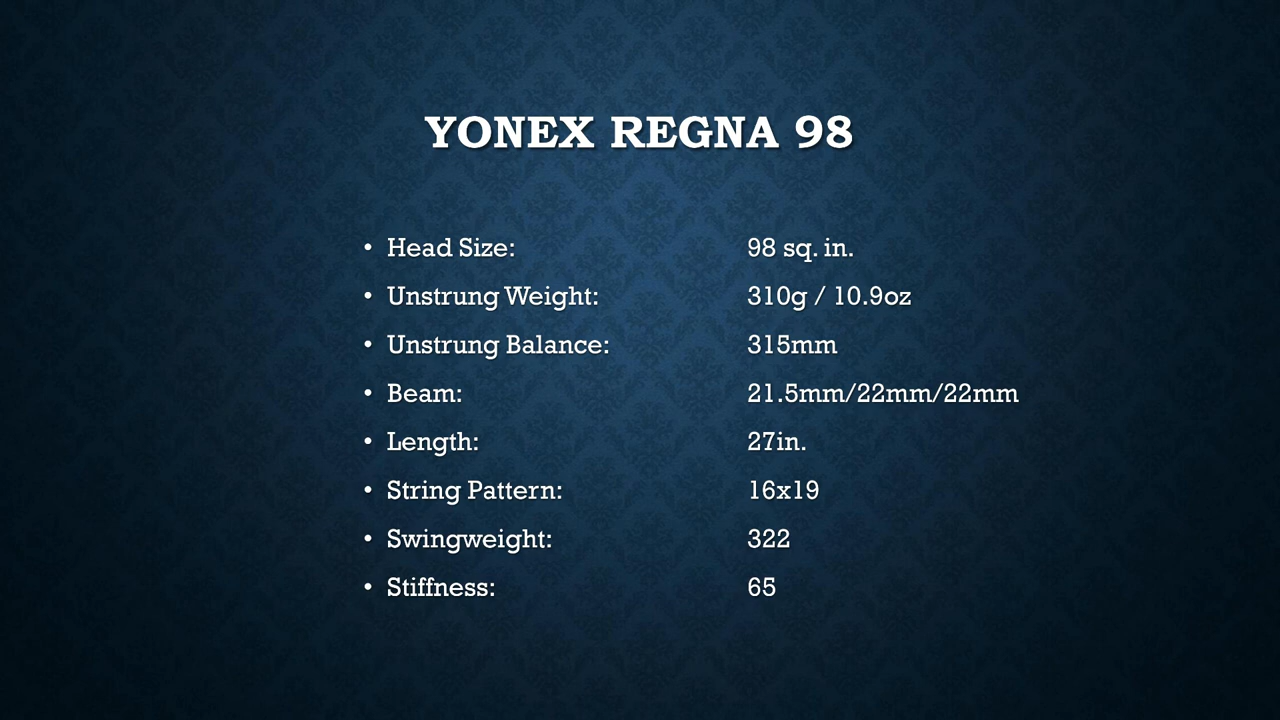 YONEX REGNA 98
• Head Size: 98 sq. in.
• Unstrung Weight: 310g / 10.9oz
• Unstrung Balance: 315mm
• Beam: 21.5mm/22mm/22mm
• Length: 27in.
• String Pattern: 16x19
• Swingweight: 322
• Stiffness: 65